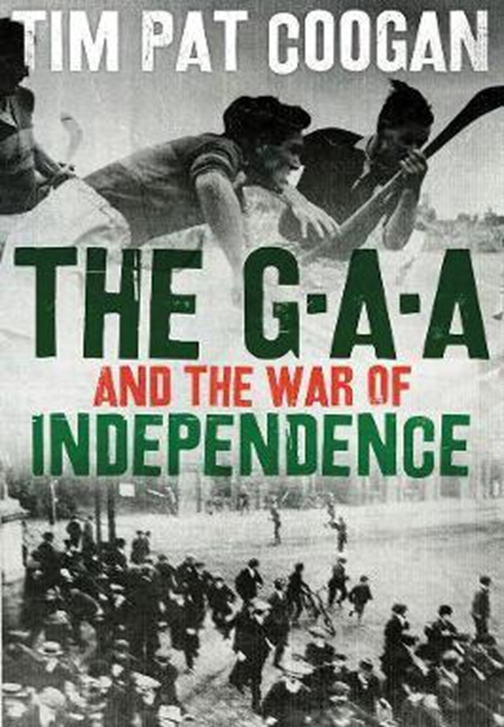 TIM PAT COOGAN
THE G·A·A
AND THE WAR OF
INDEPENDENCE